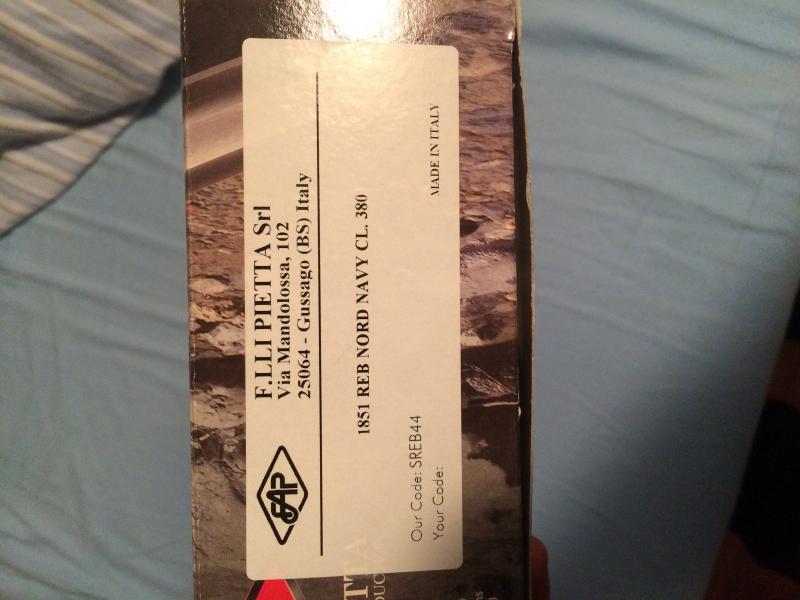 F.LLI PIETTA Srl
Via Mandolossa, 102
25064 - Gussago (BS) Italy
FAP
1851 REB NORD NAVY CL. 380
MADE IN ITALY
Our Code: SREB44
Your Code: